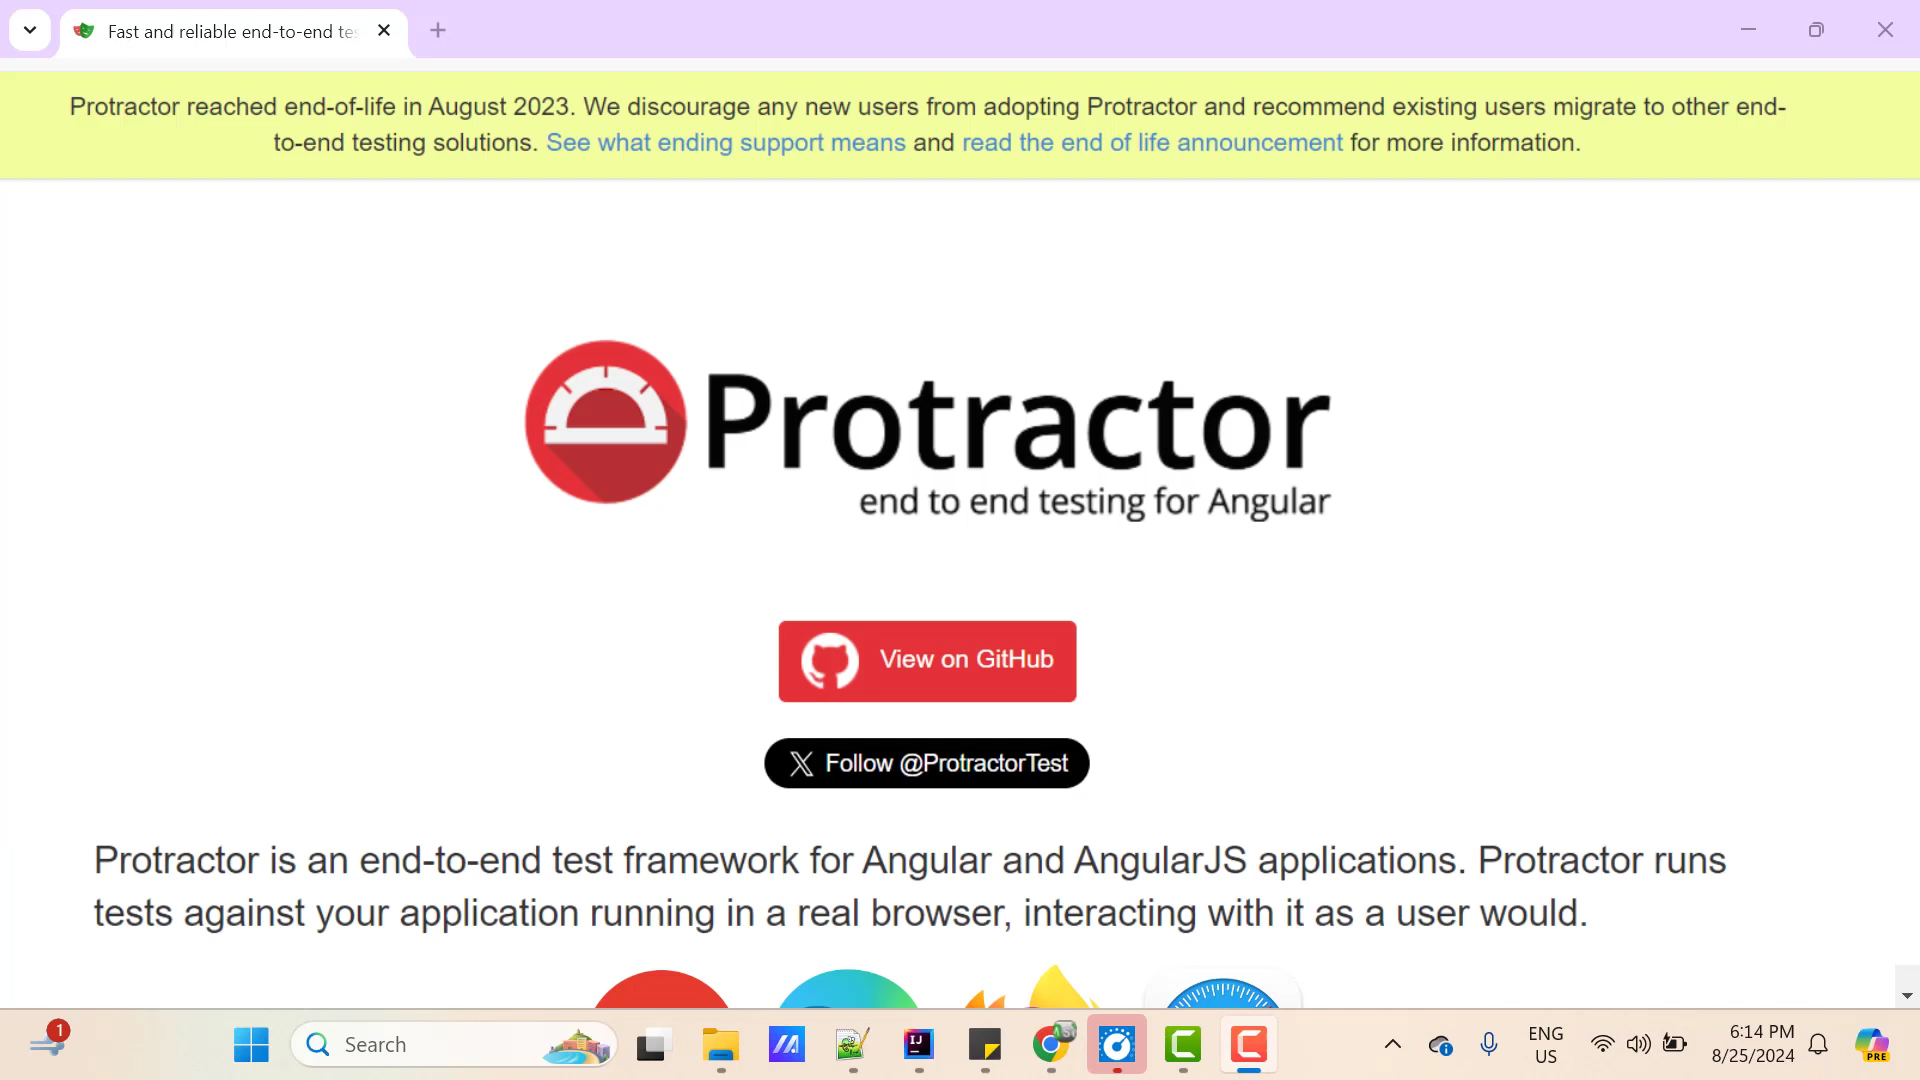 Fast and reliable end-to-end tes
Protractor reached end-of-life in August 2023. We discourage any new users from adopting Protractor and recommend existing users migrate to other end-
to-end testing solutions. See what ending support means and read the end of life announcement for more information.
Protractor
end to end testing for Angular
View on GitHub
Follow @ProtractorTest
Protractor is an end-to-end test framework for Angular and AngularJS applications. Protractor runs
tests against your application running in a real browser, interacting with it as a user would.
1
Search
IJ
ENG
US
6:14 PM
8/25/2024
PRE